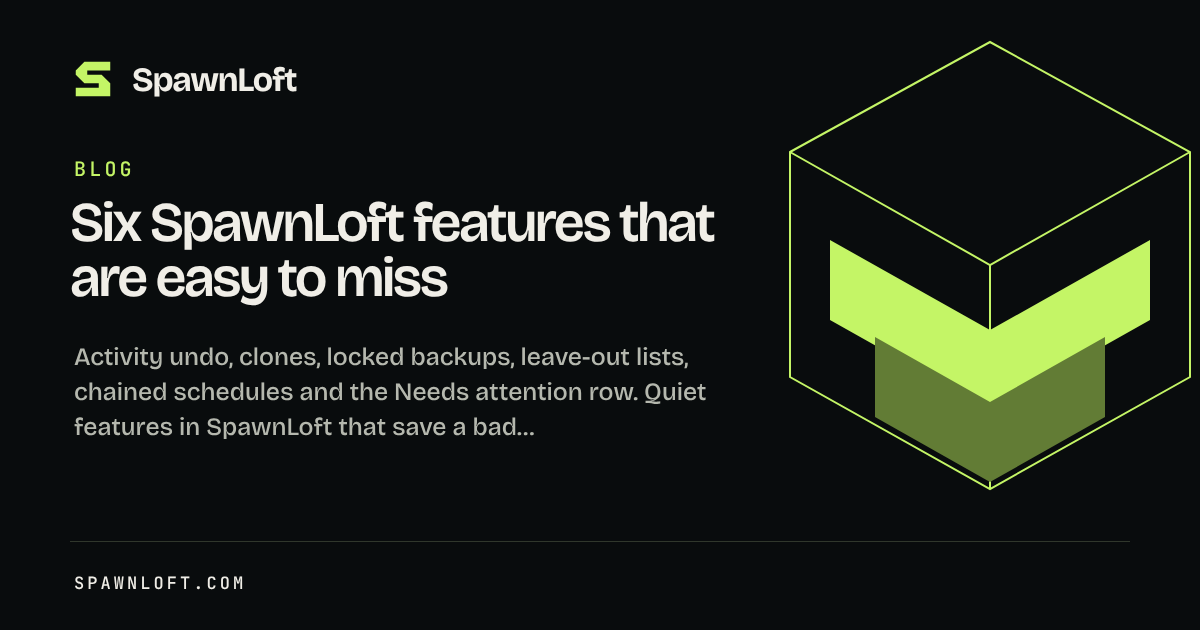 SpawnLoft
BLOG
Six SpawnLoft features that
are easy to miss
Activity undo, clones, locked backups, leave-out lists,
chained schedules and the Needs attention row. Quiet
features in SpawnLoft that save a bad...
SPAWNLOFT.COM